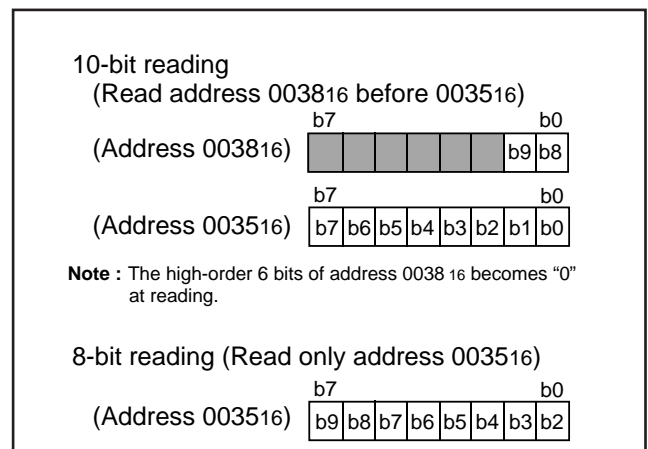 10-bit reading
(Read address 003816 before 003516)
b7 b0
(Address 003816) b9 b8
b7 b0
(Address 003516) b7 b6 b5 b4 b3 b2 b1 b0
Note : The high-order 6 bits of address 0038 16 becomes “0”
at reading.
8-bit reading (Read only address 003516)
b7 b0
(Address 003516) b9 b8 b7 b6 b5 b4 b3 b2